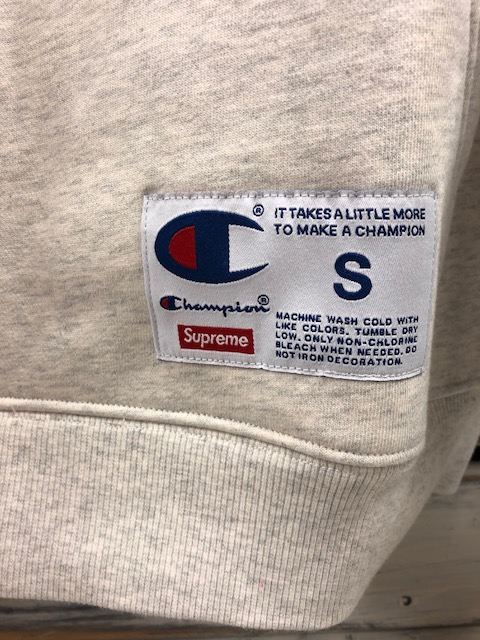 IT TAKES A LITTLE MORE
TO MAKE A CHAMPION
S
Champion®
Supreme
MACHINE WASH COLD WITH
LIKE COLORS. TUMBLE DRY
LOW. ONLY NON-CHLORINE
BLEACH WHEN NEEDED. DO
NOT IRON DECORATION.